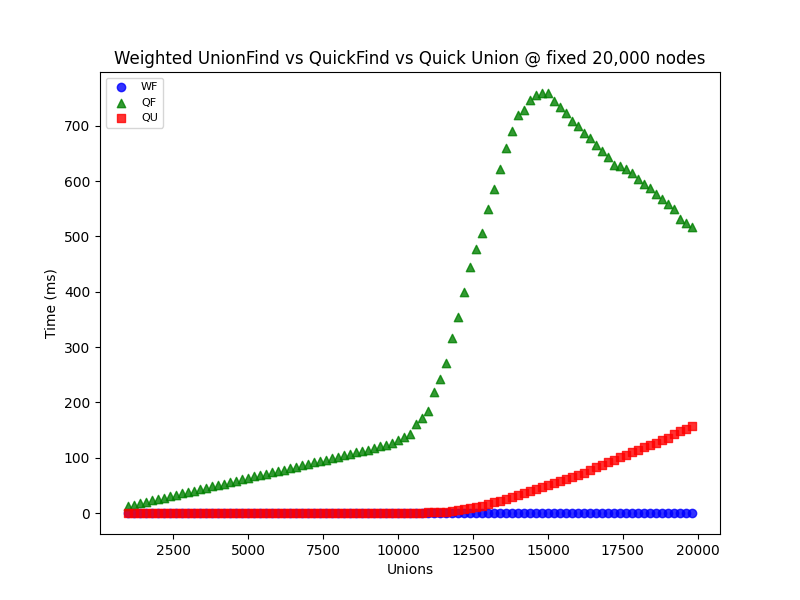 Weighted UnionFind vs QuickFind vs Quick Union @ fixed 20,000 nodes
WF
QF
QU
700
600
500
400
300
200
100
0
Time (ms)
2500 5000 7500 10000 12500 15000 17500 20000
Unions